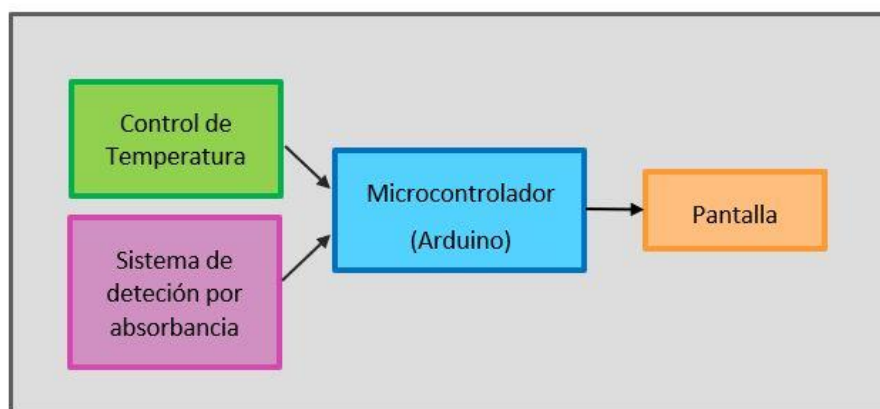 Control de
Temperatura
Sistema de
deteción por
absorbancia
Microcontrolador
(Arduino)
Pantalla